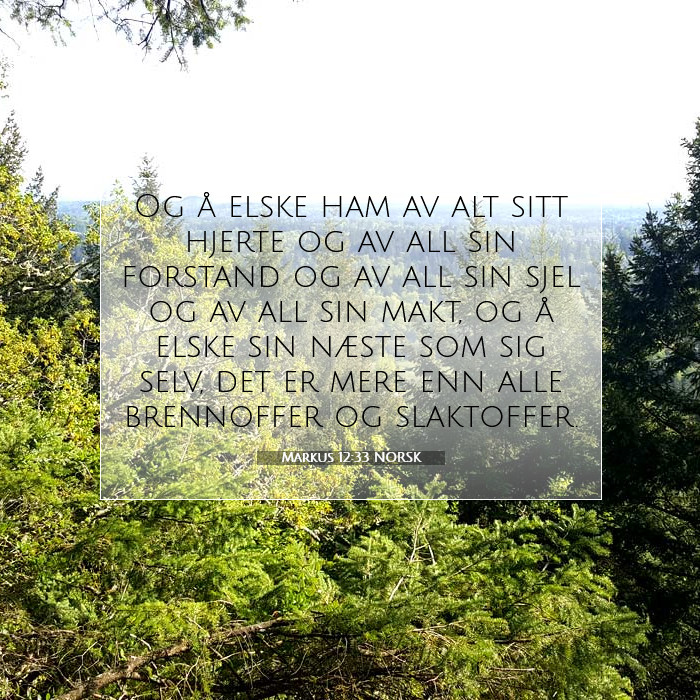 Og å elske ham av alt sitt
hjerte og av all sin
forstand og av all sin sjel
og av all sin makt, og å
elske sin næste som sig
selv, det er mere enn alle
brennoffer og slaktoffer.
Markus 12:33 NORSK